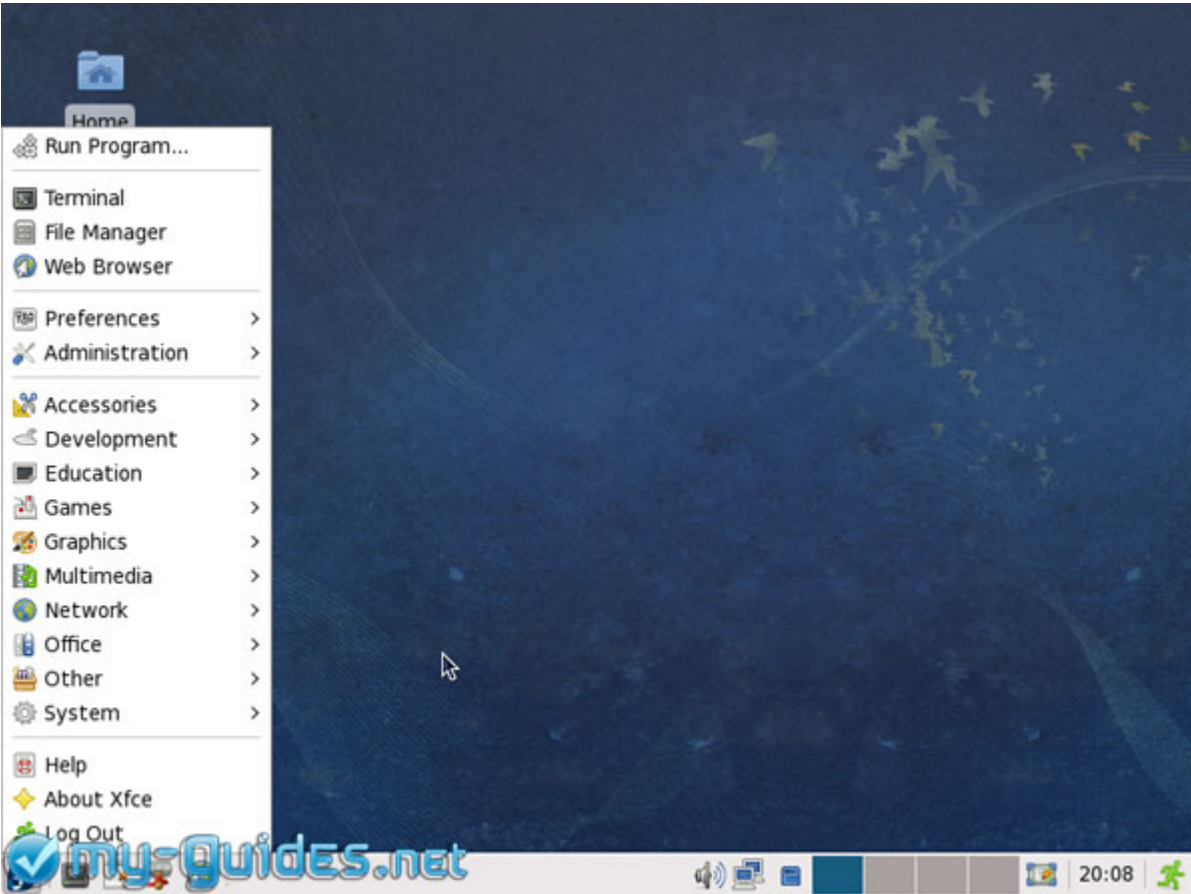 Home
Run Program...
Terminal
File Manager
Web Browser
Preferences
Administration
Accessories
Development
Education
Games
Graphics
Multimedia
Network
Office
Other
System
Help
About Xfce
Log Out
my-guides.net
20:08